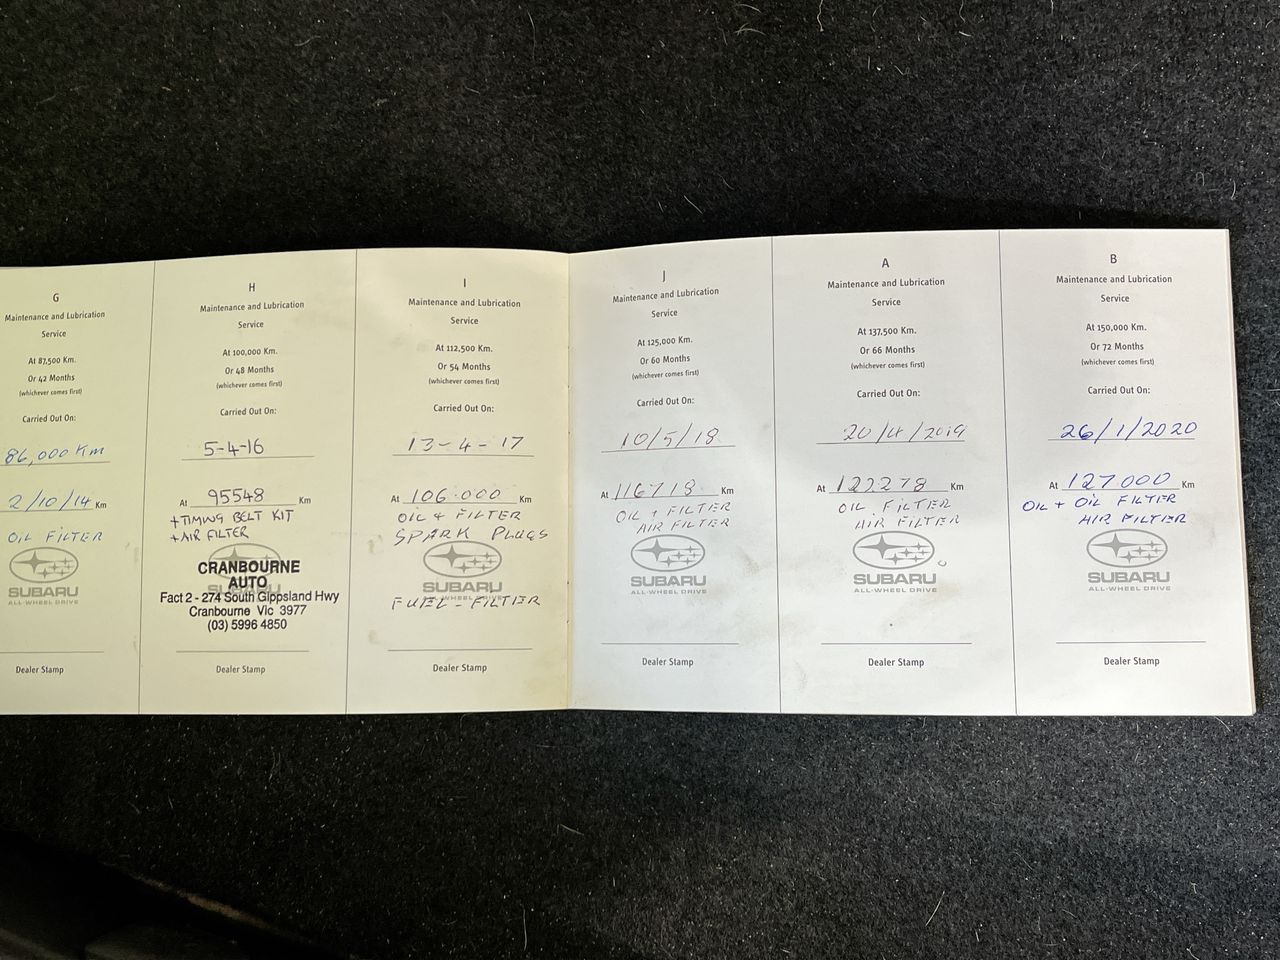 G
Maintenance and Lubrication
Service
At 87,500 Km.
Or 42 Months
(whichever comes first)
Carried Out On:
86,000 Km
2/10/14 Km
OIL FILTER
SUBARU
ALL-WHEEL DRIVE
Dealer Stamp
H
Maintenance and Lubrication
Service
At 100,000 Km.
Or 48 Months
(whichever comes first)
Carried Out On:
5-4-16
At 95548 Km
+TIMING BELT KIT
+AIR FILTER
CRANBOURNE
AUTO
SUBARU
Fact 2 - 274 South Gippsland Hwy
Cranbourne Vic 3977
(03) 5996 4850
Dealer Stamp
I
Maintenance and Lubrication
Service
At 112,500 Km.
Or 54 Months
(whichever comes first)
Carried Out On:
13-4-17
At 106.000 Km
OIL & FILTER
SPARK PLUGS
SUBARU
ALL-WHEEL DRIVE
FUEL - FILTER
Dealer Stamp
J
Maintenance and Lubrication
Service
At 125,000 Km.
Or 60 Months
(whichever comes first)
Carried Out On:
10/5/18
At 116718 Km
OIL + FILTER
AIR FILTER
SUBARU
ALL-WHEEL DRIVE
Dealer Stamp
A
Maintenance and Lubrication
Service
At 137,500 Km.
Or 66 Months
(whichever comes first)
Carried Out On:
20/4/2019
At 122278 Km
OIL FILTER
AIR FILTER
SUBARU
ALL-WHEEL DRIVE
Dealer Stamp
B
Maintenance and Lubrication
Service
At 150,000 Km.
Or 72 Months
(whichever comes first)
Carried Out On:
26/1/2020
At 127.000 Km
OIL + OIL FILTER
AIR FILTER
SUBARU
ALL-WHEEL DRIVE
Dealer Stamp